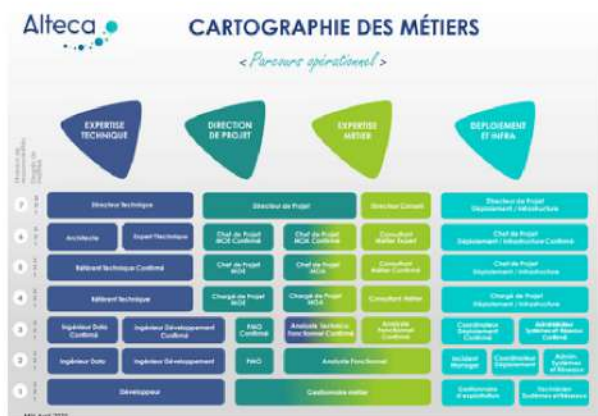 Alteca
CARTOGRAPHIE DES MÉTIERS
< Parcours opérationnel >
EXPERTISE
TECHNIQUE
DIRECTION
DE PROJET
EXPERTISE
MÉTIER
DEPLOIEMENT
ET INFRA
7
Directeur Technique
Directeur de Projet
Directeur Conseil
Directeur de Projet
Déploiement / Infrastructure
6
Architecte
Expert Technique
Chef de Projet
MOE Confirmé
Chef de Projet
MOA Confirmé
Consultant
Métier Expert
Chef de Projet
Déploiement / Infrastructure Confirmé
5
Référent Technique Confirmé
Chef de Projet
MOE
Chef de Projet
MOA
Consultant
Métier Confirmé
Chef de Projet
Déploiement / Infrastructure
4
Référent Technique
Chargé de Projet
MOE
Chargé de Projet
MOA
Consultant Métier
Chargé de Projet
Déploiement / Infrastructure
3
Ingénieur Data
Confirmé
Ingénieur Développement
Confirmé
PMO
Confirmé
Analyste Technico
Fonctionnel Confirmé
Analyste
Fonctionnel
Confirmé
Coordinateur
Déploiement
Confirmé
Administrateur
Systèmes et Réseaux
Confirmé
2
Ingénieur Data
Ingénieur Développement
PMO
Analyste Fonctionnel
Incident
Manager
Coordinateur
Déploiement
Admin.
Systèmes
et Réseaux
1
Développeur
Gestionnaire métier
Gestionnaire
d'exploitation
Technicien
Systèmes et Réseaux